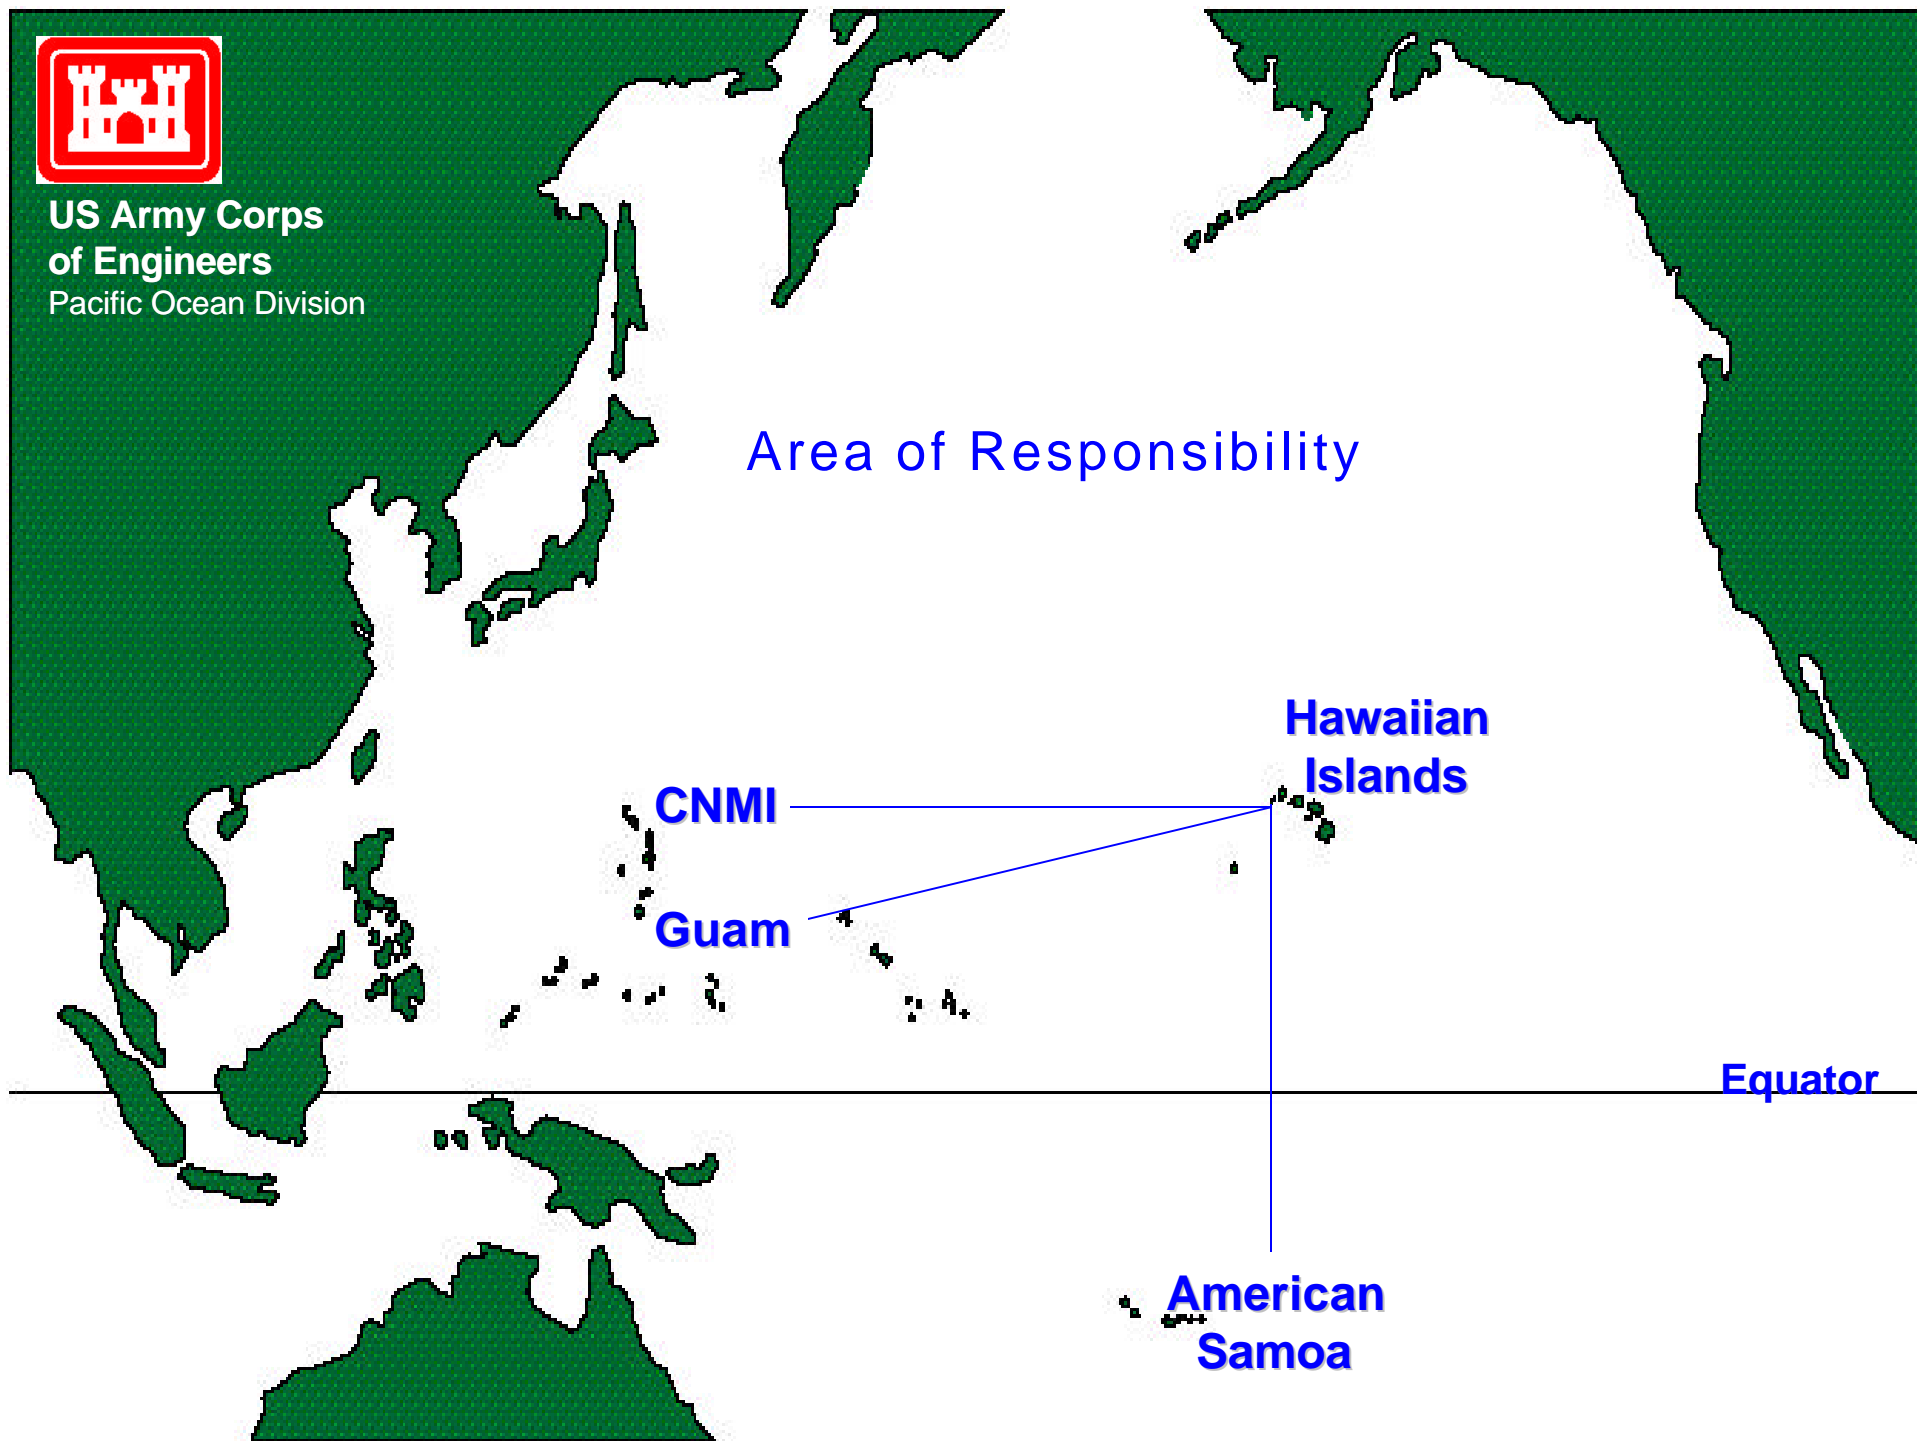 US Army Corps
of Engineers
Pacific Ocean Division
Area of Responsibility
Hawaiian
Islands
CNMI
Guam
Equator
American
Samoa